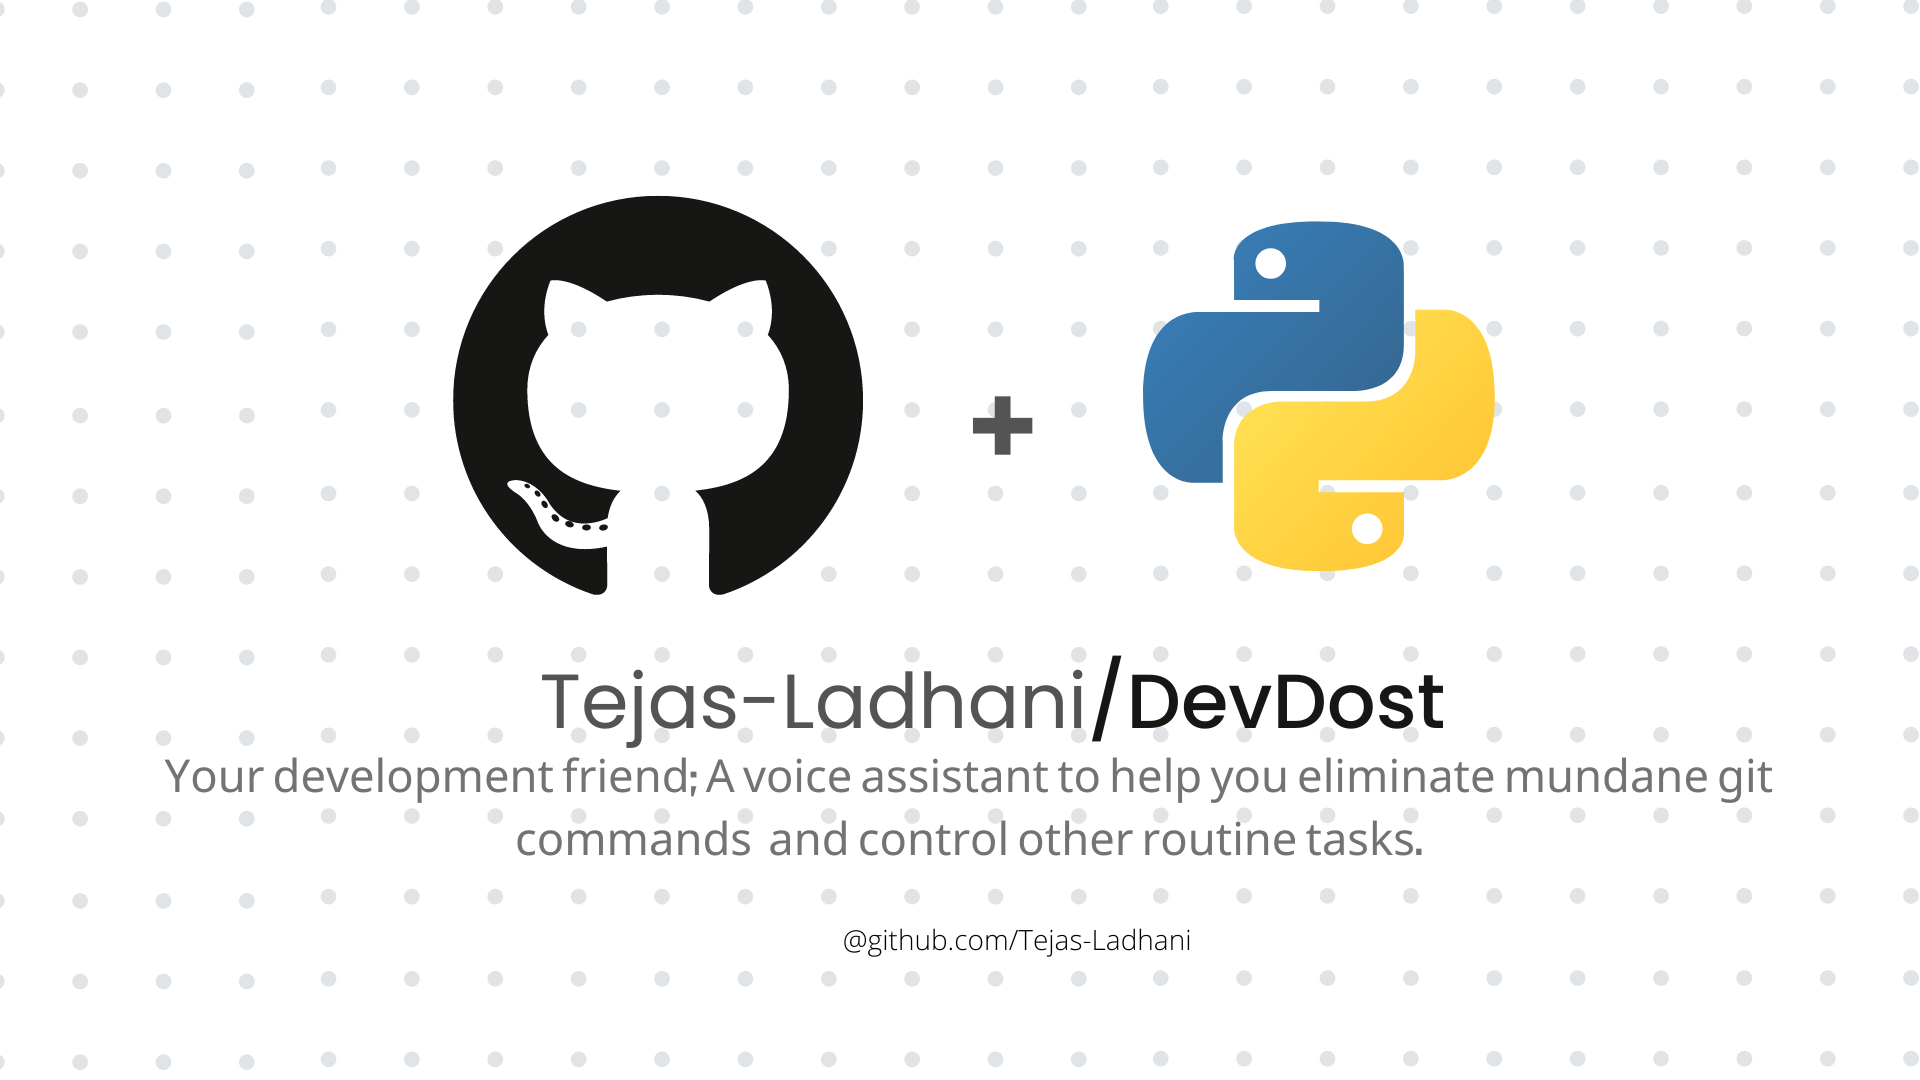 +
Tejas-Ladhani/DevDost
Your development friend; A voice assistant to help you eliminate mundane git
commands and control other routine tasks.
@github.com/Tejas-Ladhani